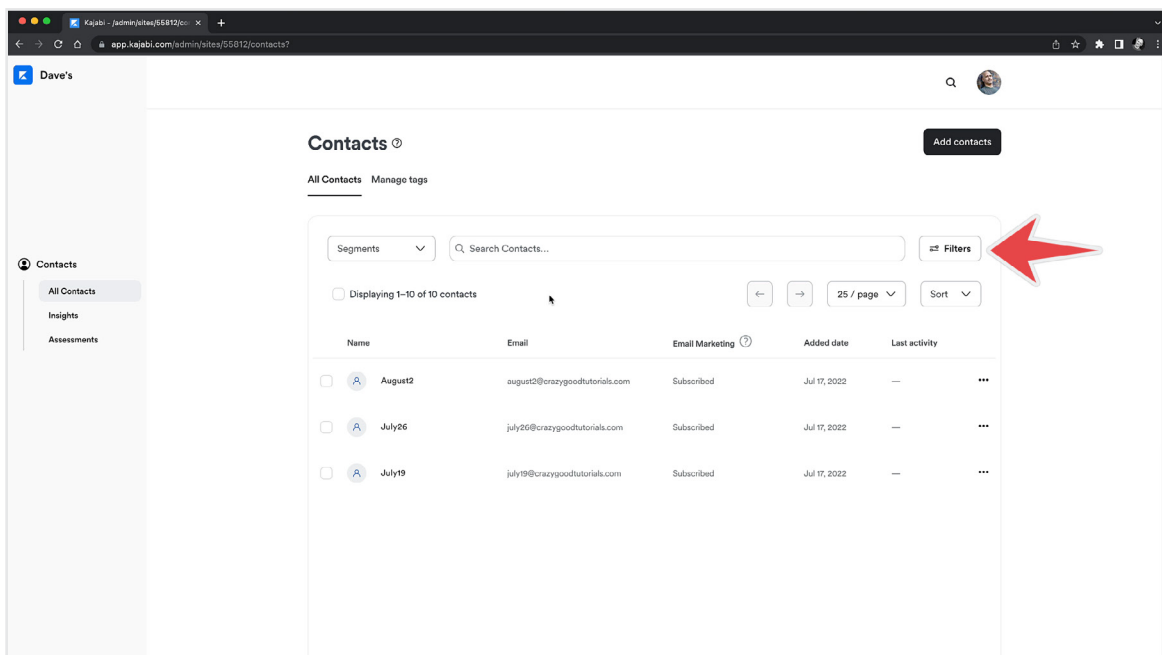 Kajabi - /admin/sites/55812/co
app.kajabi.com/admin/sites/55812/contacts?
Dave's
Contacts
Add contacts
All Contacts Manage tags
Segments
Search Contacts...
Filters
Contacts
All Contacts
Insights
Assessments
Displaying 1–10 of 10 contacts
25 / page
Sort
Name Email Email Marketing Added date Last activity
August2 august2@crazygoodtutorials.com Subscribed Jul 17, 2022 —
July26 july26@crazygoodtutorials.com Subscribed Jul 17, 2022 —
July19 july19@crazygoodtutorials.com Subscribed Jul 17, 2022 —